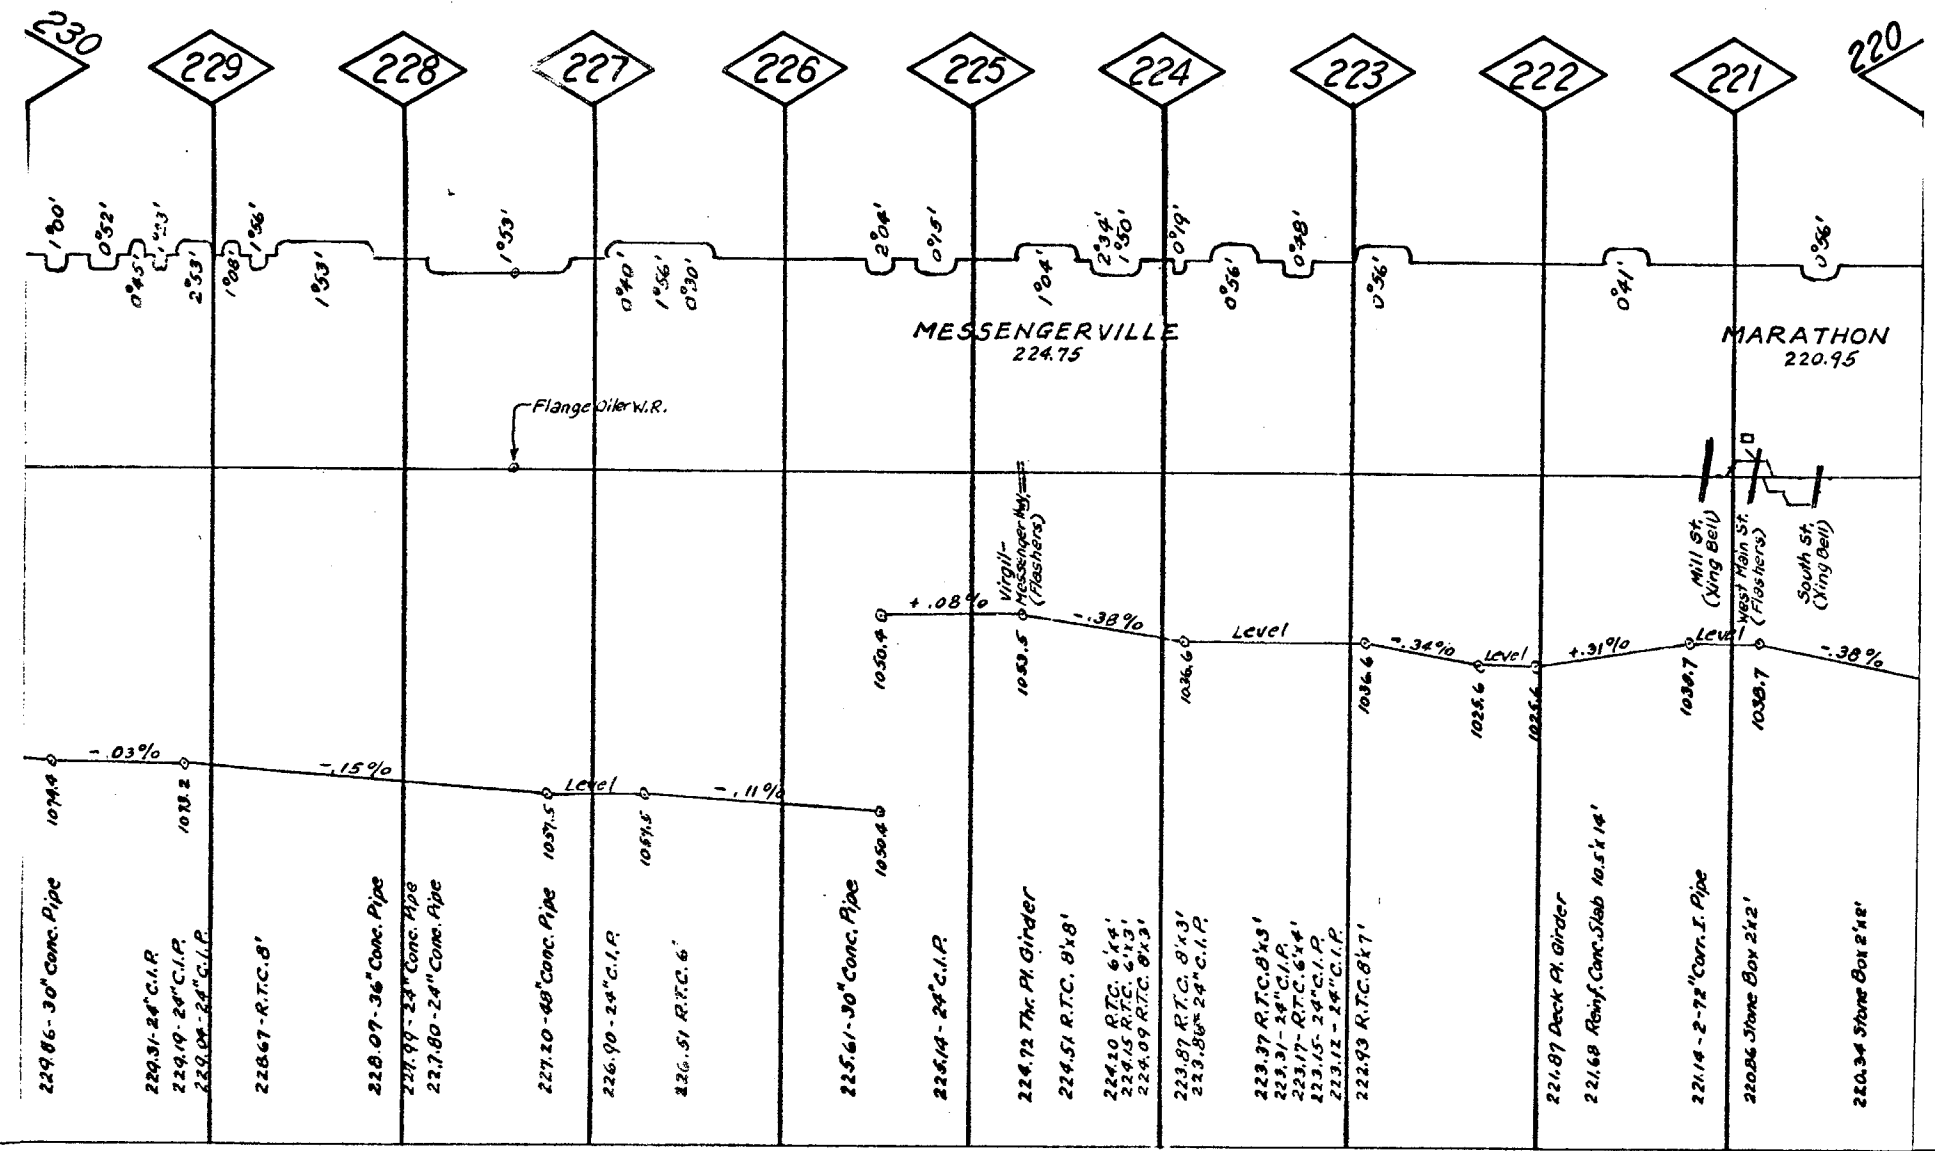 230
229
228
227
226
225
224
223
222
221
220
1°00'
0°52'
0°45'
2°53'
1°08'
1°56'
1°53'
1°53'
0°40'
1°56'
0°30'
2°04'
0°15'
1°04'
2°34'
1°50'
0°19'
0°56'
0°48'
0°56'
0°41'
0°56'
MESSENGERVILLE
224.75
MARATHON
220.95
Flange Oiler W.R.
Virgil-
Messenger Hwy.
(Flashers)
Mill St.
(Xing Bell)
West Main St.
(Flashers)
South St.
(Xing Bell)
+.08%
-.38%
Level
-.34%
Level
+.31%
Level
-.38%
1050.4
1053.5
1036.6
1036.6
1025.6
1025.6
1038.7
1038.7
-.03%
-.15%
Level
-.11%
1074.4
1073.2
1057.5
1057.5
1050.4
229.86-30" Conc. Pipe
229.31-24" C.I.P.
229.19-24" C.I.P.
229.04-24" C.I.P.
228.67-R.T.C. 8'
228.07-36" Conc. Pipe
227.99-24" Conc. Pipe
227.80-24" Conc. Pipe
227.20-48" Conc. Pipe
226.90-24" C.I.P.
226.51 R.T.C. 6'
225.61-30" Conc. Pipe
225.14-24" C.I.P.
224.72 Thr. Pl. Girder
224.51 R.T.C. 8'x8'
224.20 R.T.C. 6'x4'
224.15 R.T.C. 6'x3'
224.09 R.T.C. 8'x3'
223.87 R.T.C. 8'x3'
223.86-24" C.I.P.
223.37 R.T.C. 8'x3'
223.31-24" C.I.P.
223.17-R.T.C. 6'x4'
223.15-24" C.I.P.
223.12-24" C.I.P.
222.93 R.T.C. 8'x7'
221.87 Deck Pl. Girder
221.68 Reinf. Conc. Slab 10.5'x14'
221.14-2-72" Corr. I. Pipe
220.86 Stone Box 2'x2'
220.34 Stone Box 2'x2'